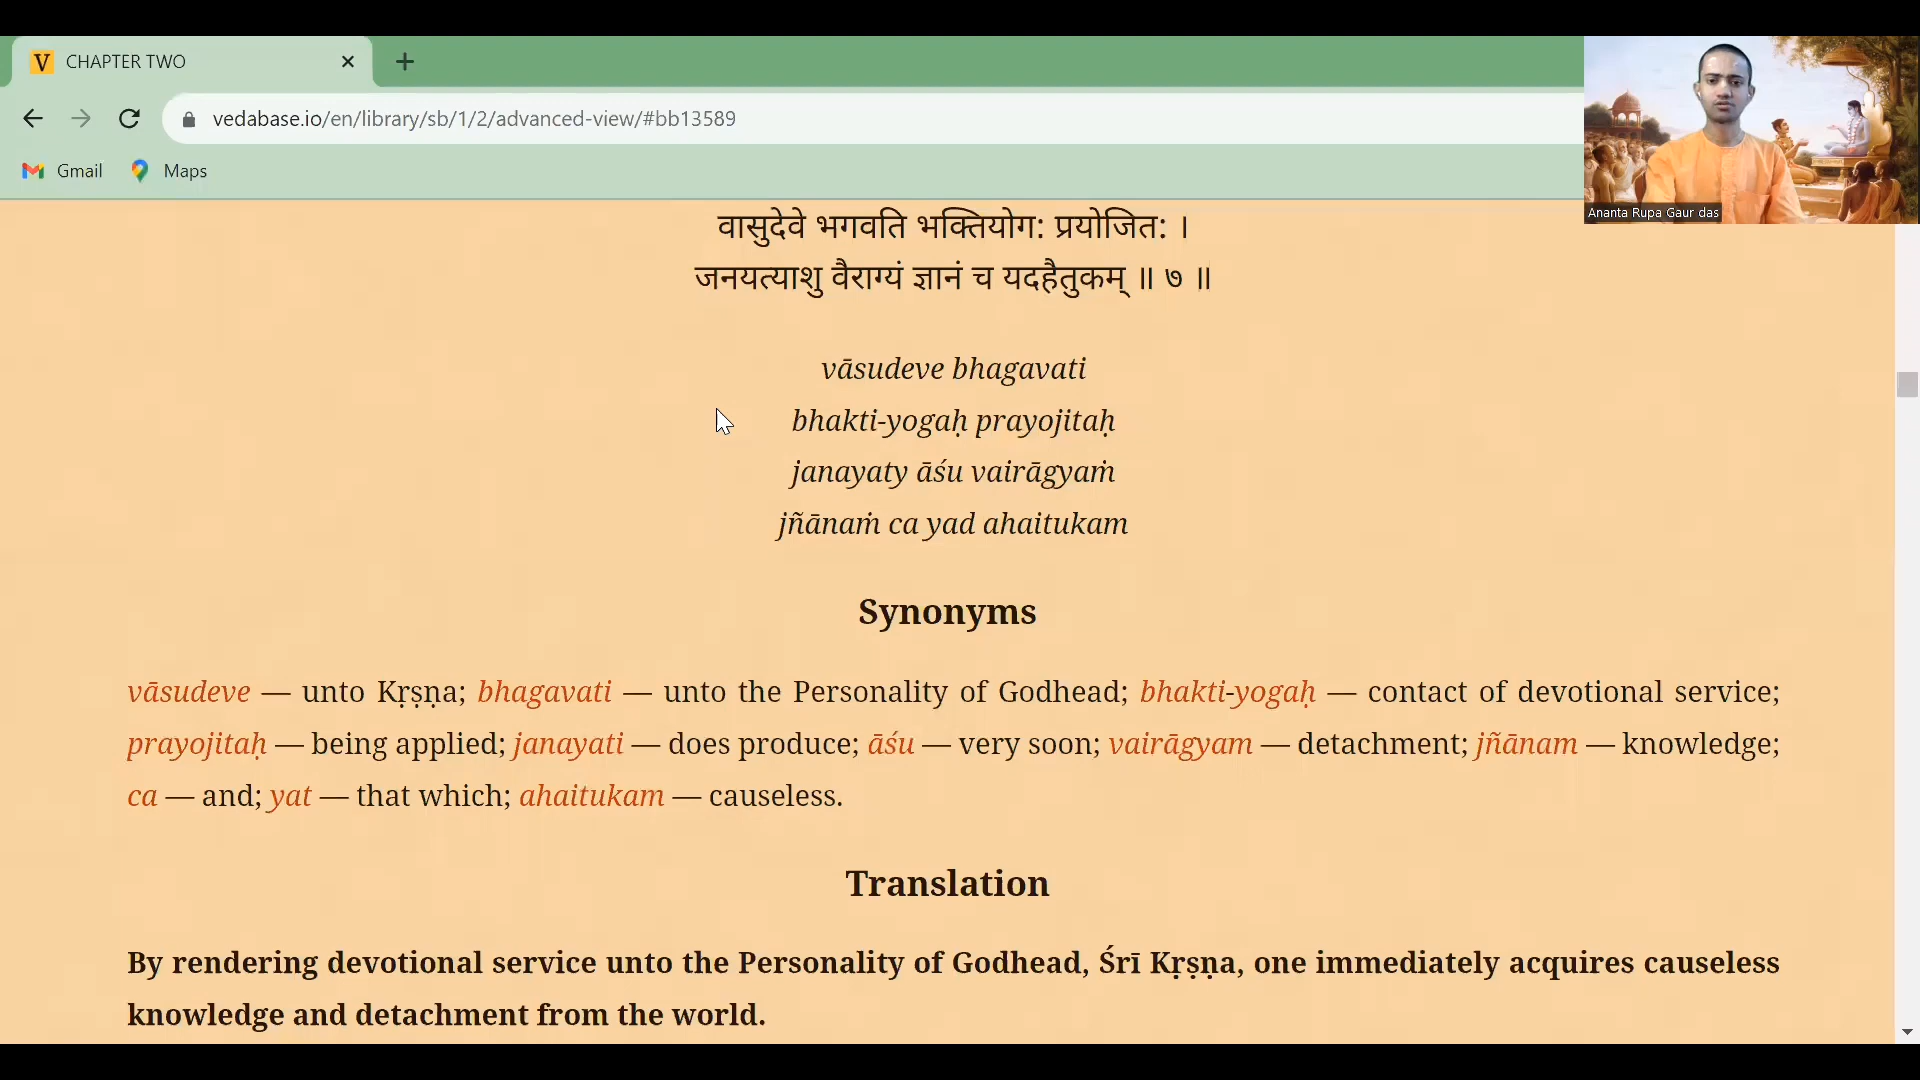 CHAPTER TWO
vedabase.io/en/library/sb/1/2/advanced-view/#bb13589
Gmail Maps
Ananta Rupa Gaur das
वासुदेवे भगवति भक्तियोग: प्रयोजित: ।
जनयत्याशु वैराग्यं ज्ञानं च यदहैतुकम् ॥ ७ ॥
vāsudeve bhagavati
bhakti-yogaḥ prayojitaḥ
janayaty āśu vairāgyaṁ
jñānaṁ ca yad ahaitukam
Synonyms
vāsudeve — unto Kṛṣṇa; bhagavati — unto the Personality of Godhead; bhakti-yogaḥ — contact of devotional service;
prayojitaḥ — being applied; janayati — does produce; āśu — very soon; vairāgyam — detachment; jñānam — knowledge;
ca — and; yat — that which; ahaitukam — causeless.
Translation
By rendering devotional service unto the Personality of Godhead, Śrī Kṛṣṇa, one immediately acquires causeless
knowledge and detachment from the world.